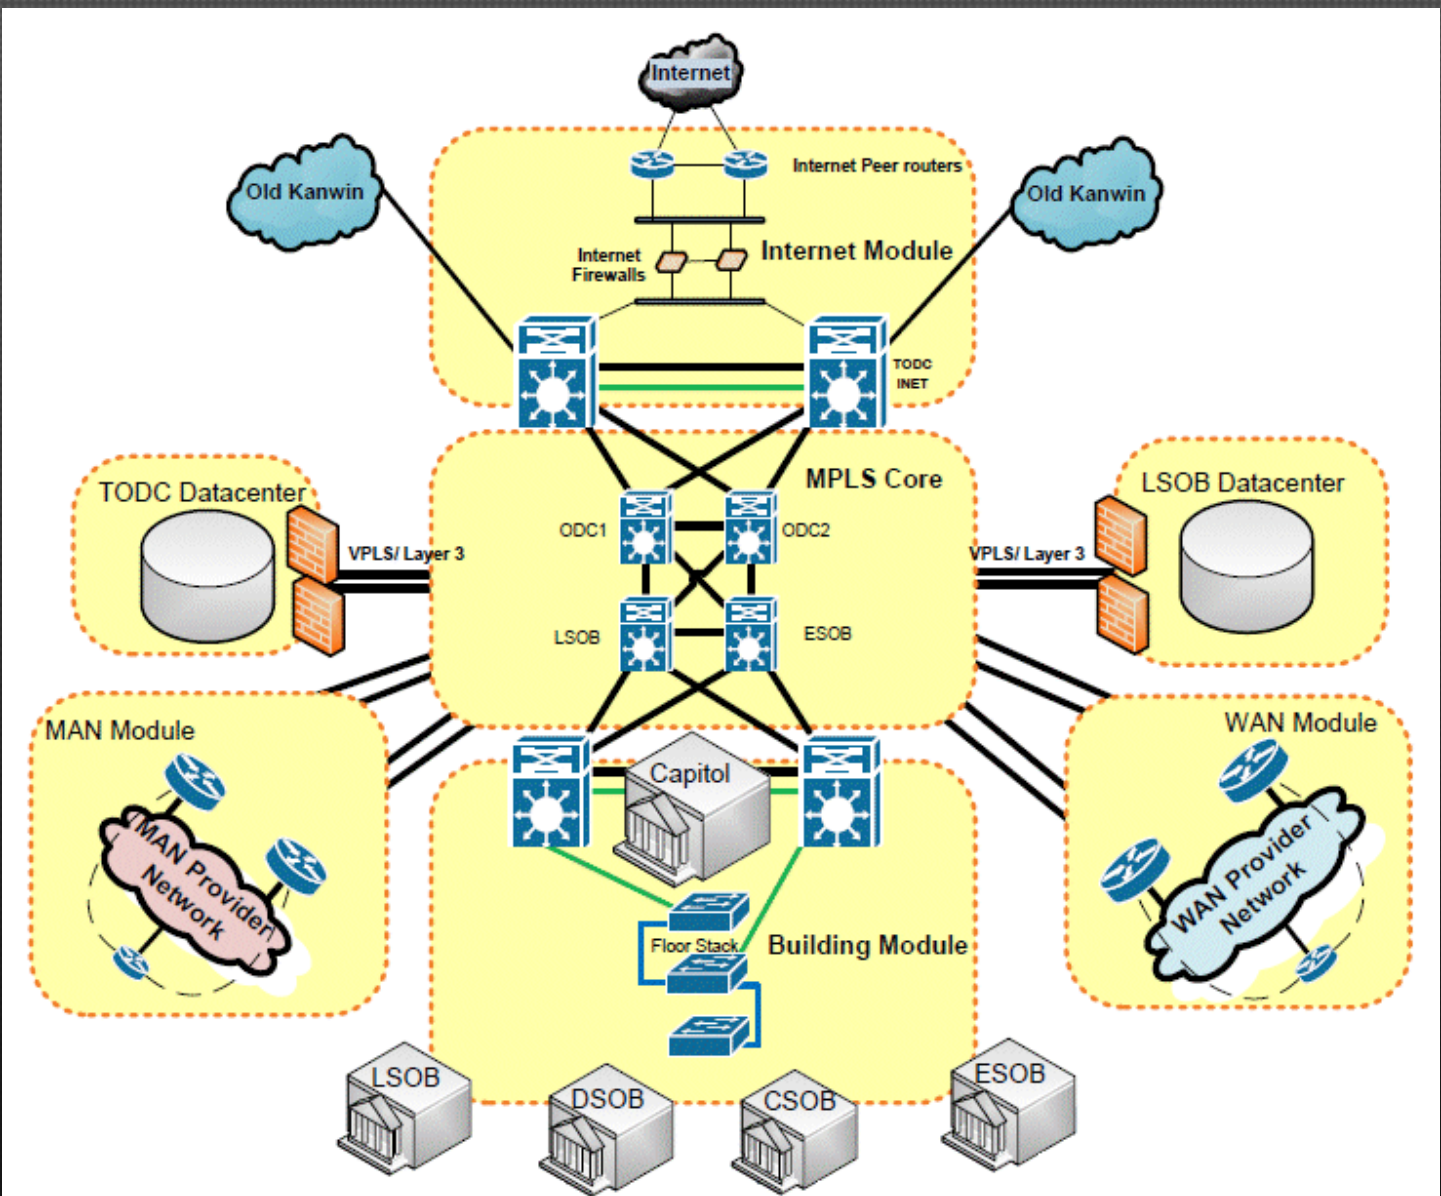 Internet
Internet Peer routers
Old Kanwin
Old Kanwin
Internet
Firewalls
Internet Module
TODC
INET
MPLS Core
TODC Datacenter
LSOB Datacenter
ODC1
ODC2
VPLS/ Layer 3
VPLS/ Layer 3
LSOB
ESOB
MAN Module
WAN Module
Capitol
MAN Provider
Network
WAN Provider
Network
Floor Stack
Building Module
LSOB
DSOB
CSOB
ESOB